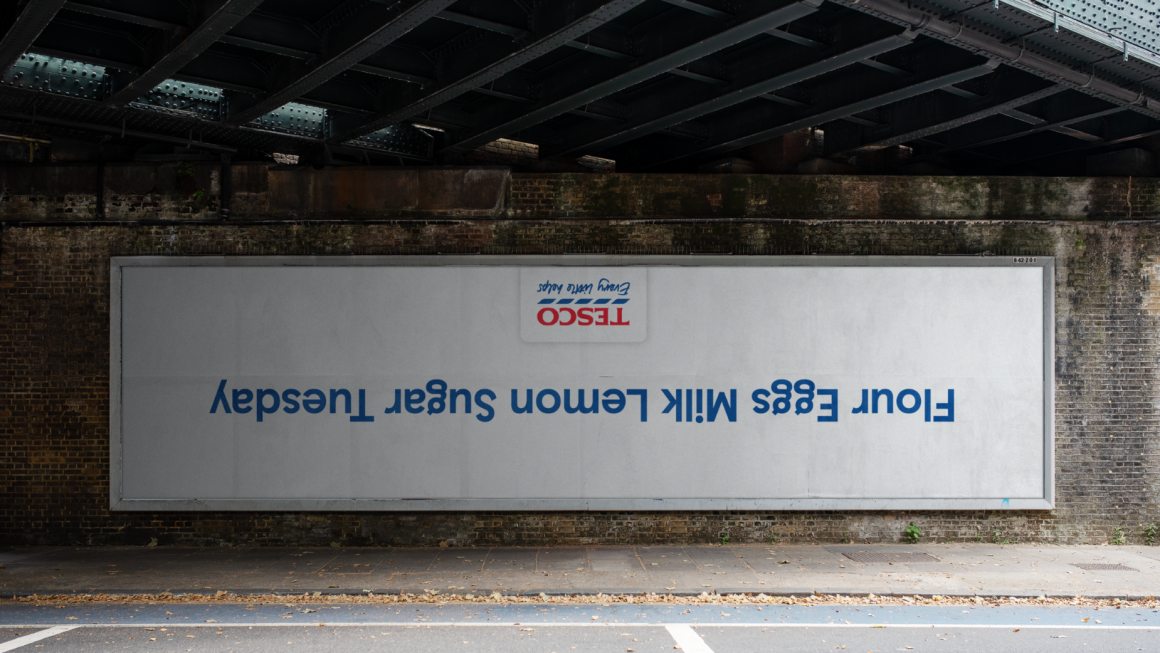 Flour Eggs Milk Lemon Sugar Tuesday
TESCO
Every little helps